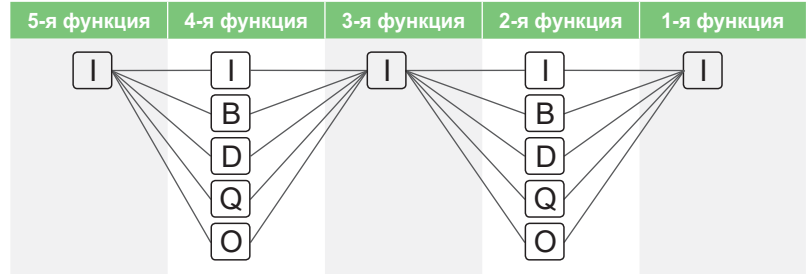 5-я функция 4-я функция 3-я функция 2-я функция 1-я функция
I I I I I
B B
D D
Q Q
O O